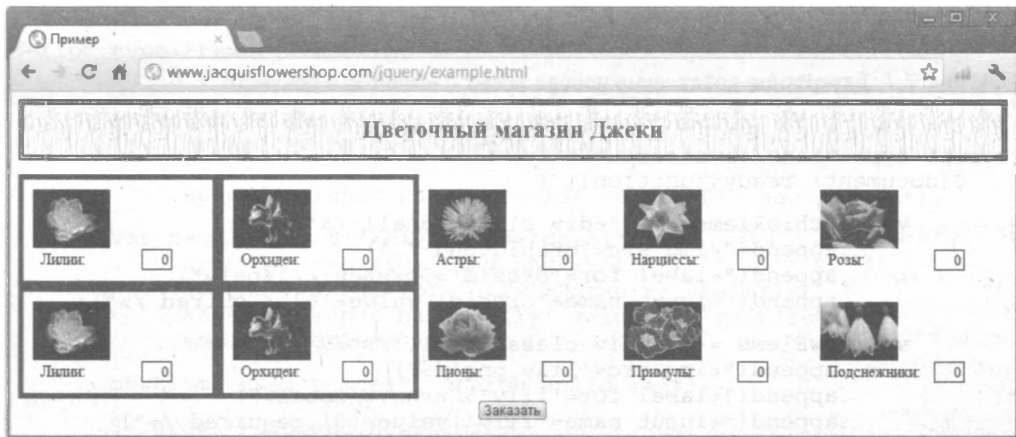 Пример ×
www.jacquisflowershop.com/jquery/example.html
Цветочный магазин Джеки
Лилии: 0 Орхидеи: 0 Астры: 0 Нарциссы: 0 Розы: 0
Лилии: 0 Орхидеи: 0 Пионы: 0 Примулы: 0 Подснежники: 0
Заказать